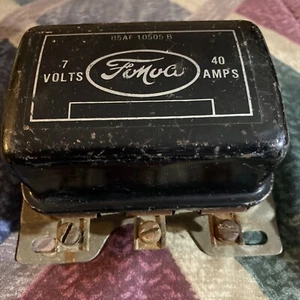 B5AF 10505 B
7 VOLTS
FoMoCo
40 AMPS